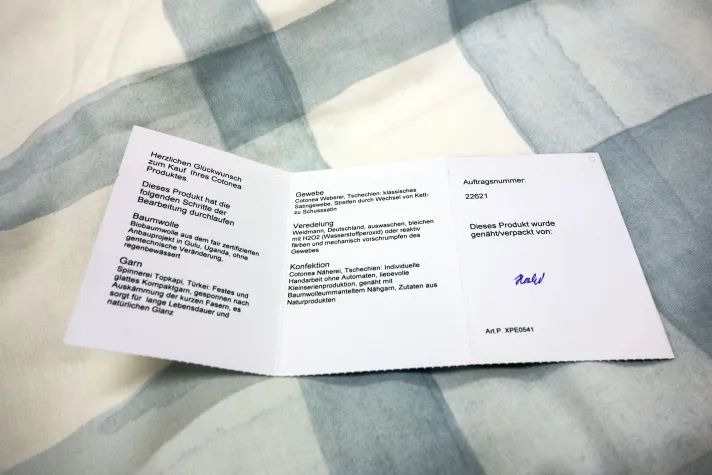 Herzlichen Glückwunsch
zum Kauf Ihres Cotonea
Produktes.
Dieses Produkt hat die
folgenden Schritte der
Bearbeitung durchlaufen
Baumwolle
Biobaumwolle aus dem fair zertifizierten
Anbauprojekt in Gulu, Uganda, ohne
gentechnische Veränderung,
regenbewässert
Garn
Spinnerei Topkapi, Türkei: Festes und
glattes Kompaktgarn, gesponnen nach
Auskämmung der kurzen Fasern, es
sorgt für lange Lebensdauer und
natürlichen Glanz
Gewebe
Cotonea Weberei, Tschechien: klassisches
Satingewebe, Streifen durch Wechsel von Kett-
zu Schusssatin
Veredelung
Weidmann, Deutschland, auswaschen, bleichen
mit H2O2 (Wasserstoffperoxid) oder reaktiv
färben und mechanisch vorschrumpfen des
Gewebes
Konfektion
Cotonea Näherei, Tschechien: Individuelle
Handarbeit ohne Automaten, liebevolle
Kleinserienproduktion, genäht mit
Baumwolleummanteltem Nähgarn, Zutaten aus
Naturprodukten
Auftragsnummer:
22621
Dieses Produkt wurde
genäht/verpackt von:
Art.P. XPE0541